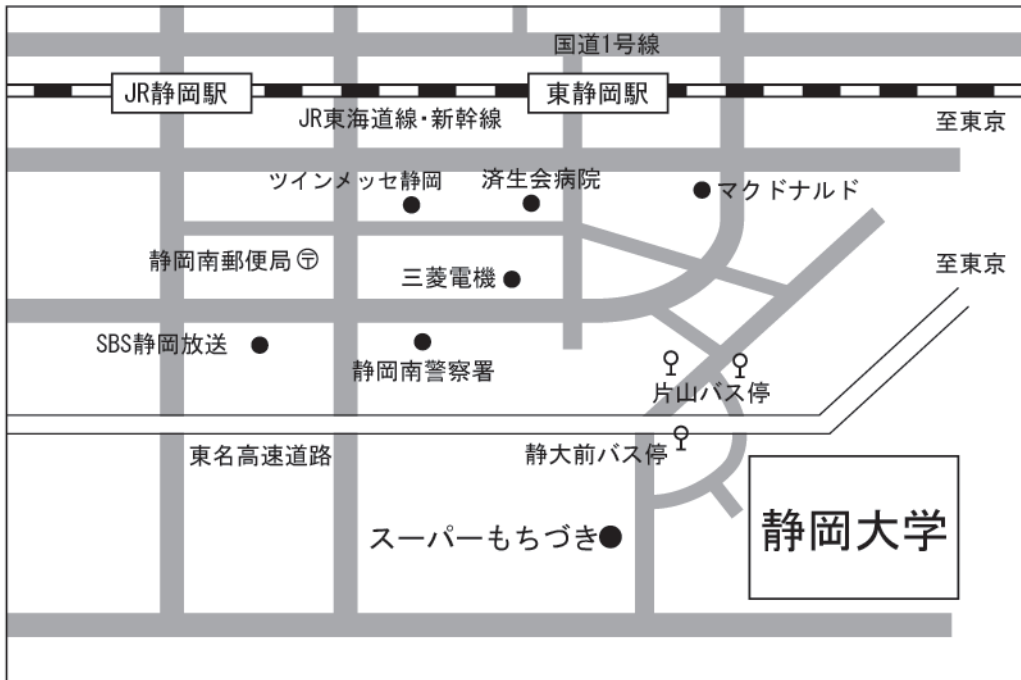 国道1号線
JR静岡駅
東静岡駅
JR東海道線・新幹線
至東京
ツインメッセ静岡
済生会病院
マクドナルド
静岡南郵便局
三菱電機
至東京
SBS静岡放送
静岡南警察署
片山バス停
東名高速道路
静大前バス停
スーパーもちづき
静岡大学